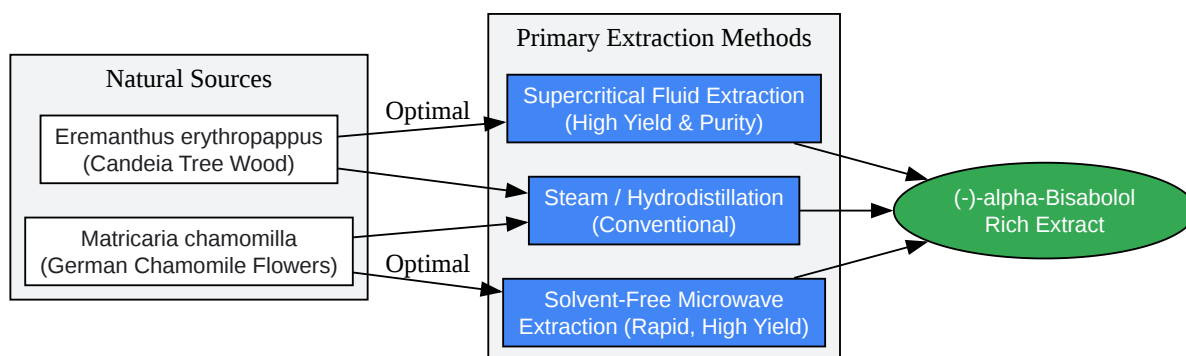 Natural Sources
Eremanthus erythropappus
(Candeia Tree Wood)
Matricaria chamomilla
(German Chamomile Flowers)
Optimal
Optimal
Primary Extraction Methods
Supercritical Fluid Extraction
(High Yield & Purity)
Steam / Hydrodistillation
(Conventional)
Solvent-Free Microwave
Extraction (Rapid, High Yield)
(-)-alpha-Bisabolol
Rich Extract